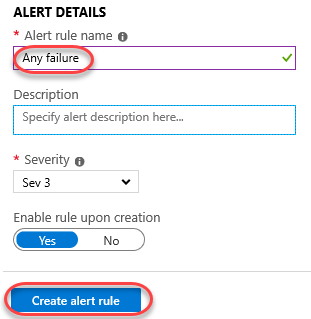 ALERT DETAILS
* Alert rule name
Any failure
Description
Specify alert description here...
* Severity
Sev 3
Enable rule upon creation
Yes No
Create alert rule